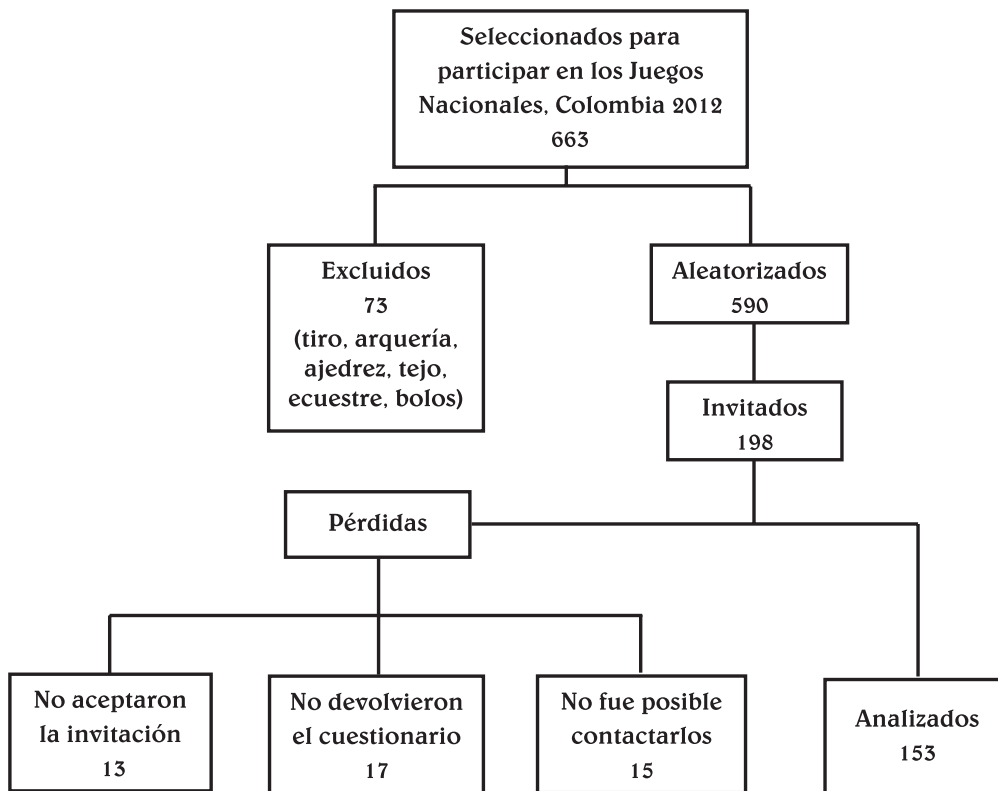 Seleccionados para
participar en los Juegos
Nacionales, Colombia 2012
663
Excluidos
73
(tiro, arquería,
ajedrez, tejo,
ecuestre, bolos)
Aleatorizados
590
Invitados
198
Pérdidas
No aceptaron
la invitación
13
No devolvieron
el cuestionario
17
No fue posible
contactarlos
15
Analizados
153